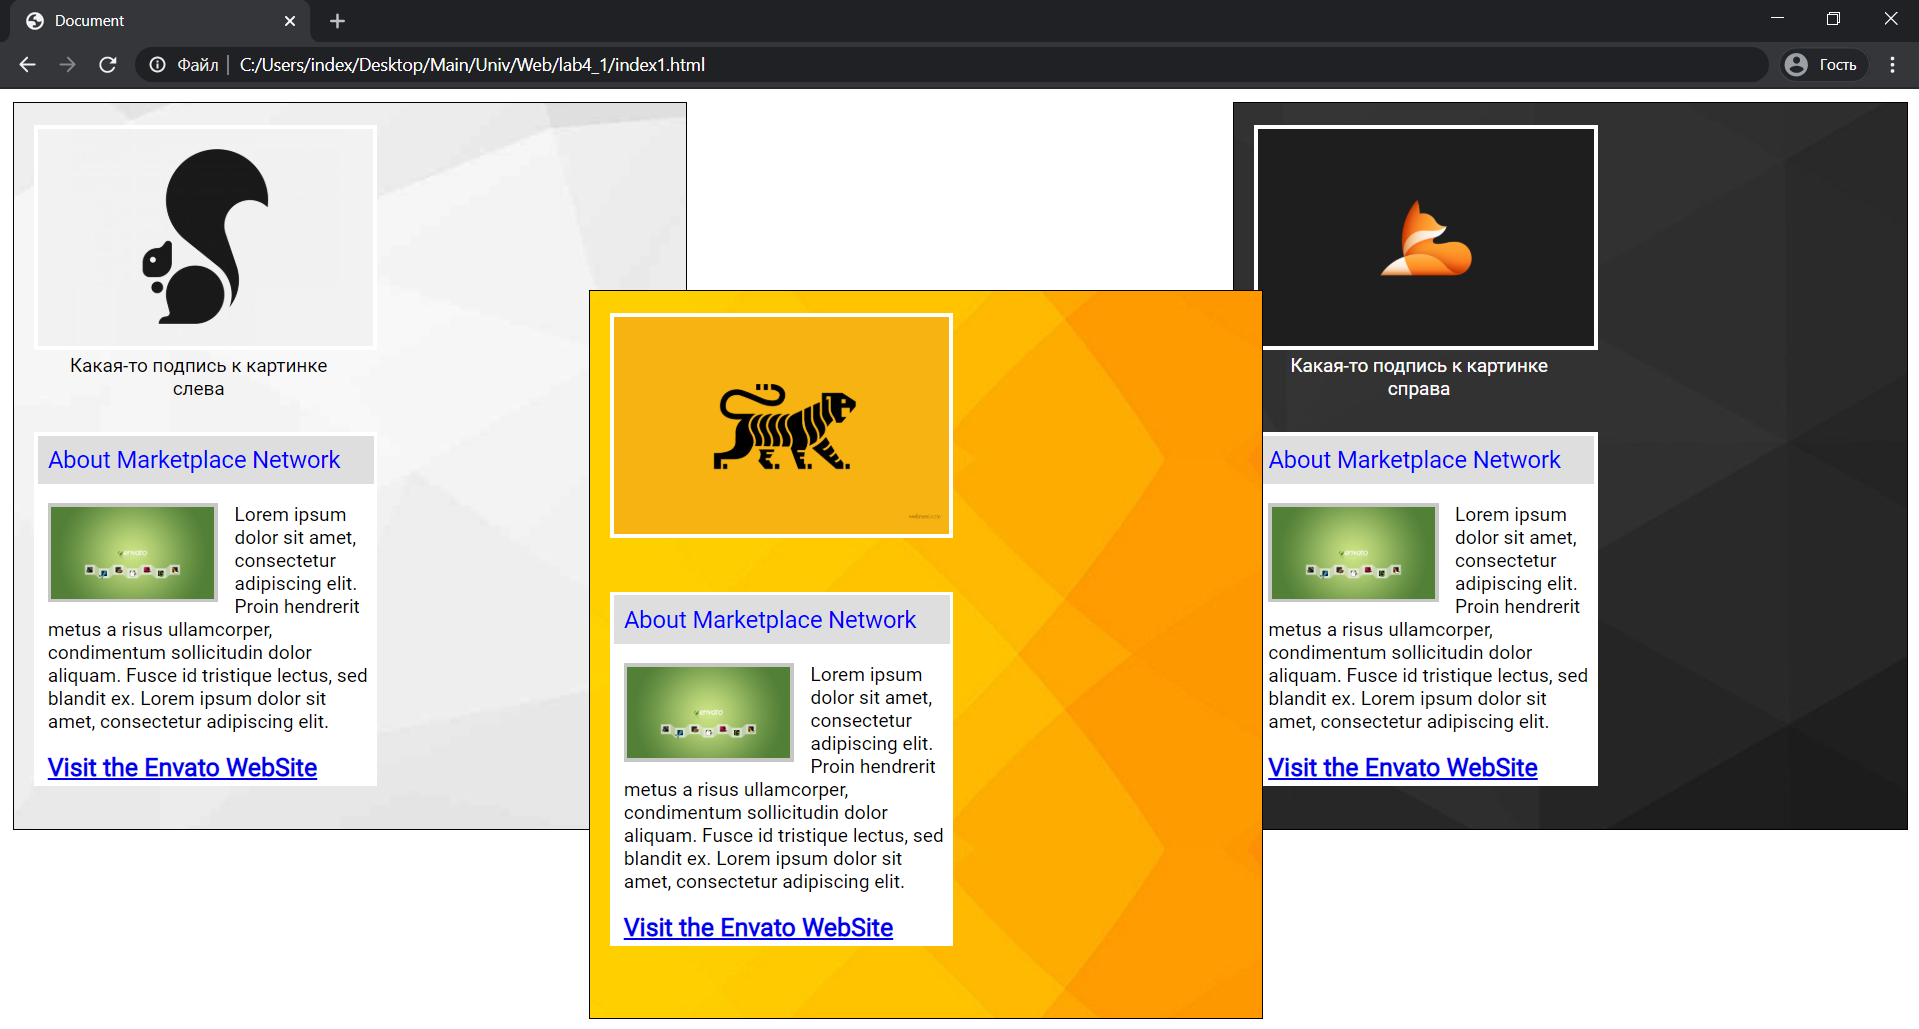 Document
Файл
C:/Users/index/Desktop/Main/Univ/Web/lab4_1/index1.html
Гость
Какая-то подпись к картинке
слева
About Marketplace Network
envato
Lorem ipsum
dolor sit amet,
consectetur
adipiscing elit.
Proin hendrerit
metus a risus ullamcorper,
condimentum sollicitudin dolor
aliquam. Fusce id tristique lectus, sed
blandit ex. Lorem ipsum dolor sit
amet, consectetur adipiscing elit.
Visit the Envato WebSite
About Marketplace Network
envato
Lorem ipsum
dolor sit amet,
consectetur
adipiscing elit.
Proin hendrerit
metus a risus ullamcorper,
condimentum sollicitudin dolor
aliquam. Fusce id tristique lectus, sed
blandit ex. Lorem ipsum dolor sit
amet, consectetur adipiscing elit.
Visit the Envato WebSite
Какая-то подпись к картинке
справа
About Marketplace Network
envato
Lorem ipsum
dolor sit amet,
consectetur
adipiscing elit.
Proin hendrerit
metus a risus ullamcorper,
condimentum sollicitudin dolor
aliquam. Fusce id tristique lectus, sed
blandit ex. Lorem ipsum dolor sit
amet, consectetur adipiscing elit.
Visit the Envato WebSite